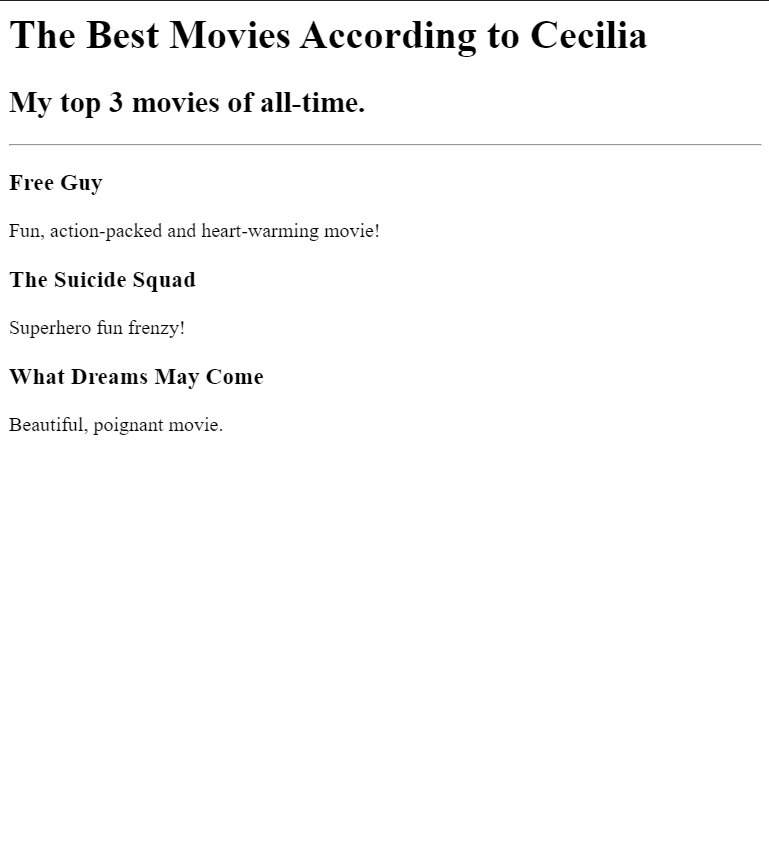 The Best Movies According to Cecilia
My top 3 movies of all-time.
Free Guy
Fun, action-packed and heart-warming movie!
The Suicide Squad
Superhero fun frenzy!
What Dreams May Come
Beautiful, poignant movie.